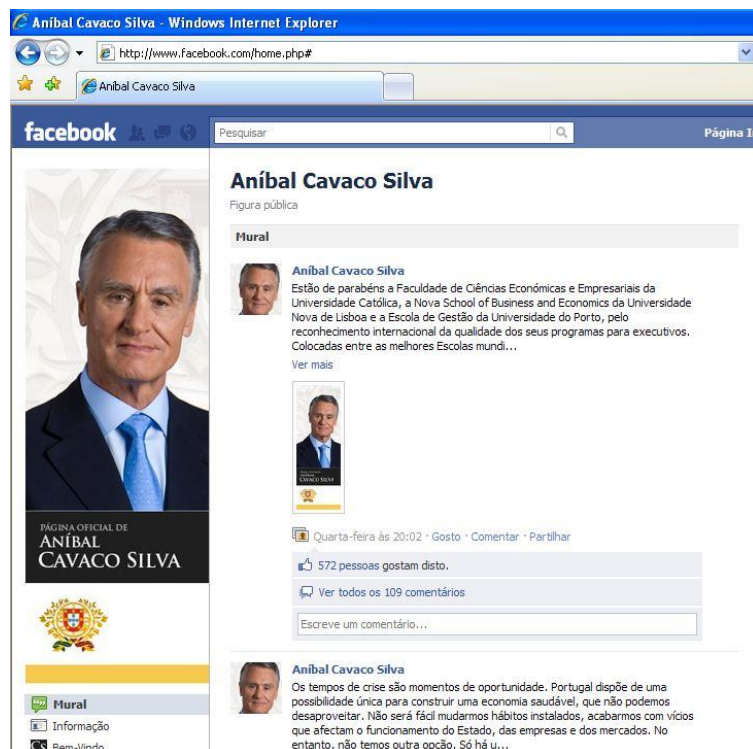 Aníbal Cavaco Silva - Windows Internet Explorer
http://www.facebook.com/home.php#
Aníbal Cavaco Silva
facebook
Pesquisar
Página I
Aníbal Cavaco Silva
Figura pública
Mural
Aníbal Cavaco Silva
Estão de parabéns a Faculdade de Ciências Económicas e Empresariais da
Universidade Católica, a Nova School of Business and Economics da Universidade
Nova de Lisboa e a Escola de Gestão da Universidade do Porto, pelo
reconhecimento internacional da qualidade dos seus programas para executivos.
Colocadas entre as melhores Escolas mundi...
Ver mais
CAVACO SILVA
Quarta-feira às 20:02 · Gosto · Comentar · Partilhar
572 pessoas gostam disto.
Ver todos os 109 comentários
Escreve um comentário...
PÁGINA OFICIAL DE
ANÍBAL
CAVACO SILVA
Aníbal Cavaco Silva
Os tempos de crise são momentos de oportunidade. Portugal dispõe de uma
possibilidade única para construir uma economia saudável, que não podemos
desaproveitar. Não será fácil mudarmos hábitos instalados, acabarmos com vícios
que afectam o funcionamento do Estado, das empresas e dos mercados. No
entanto, não temos outra opção. Só há u...
Mural
Informação
CS Bem-Vindo